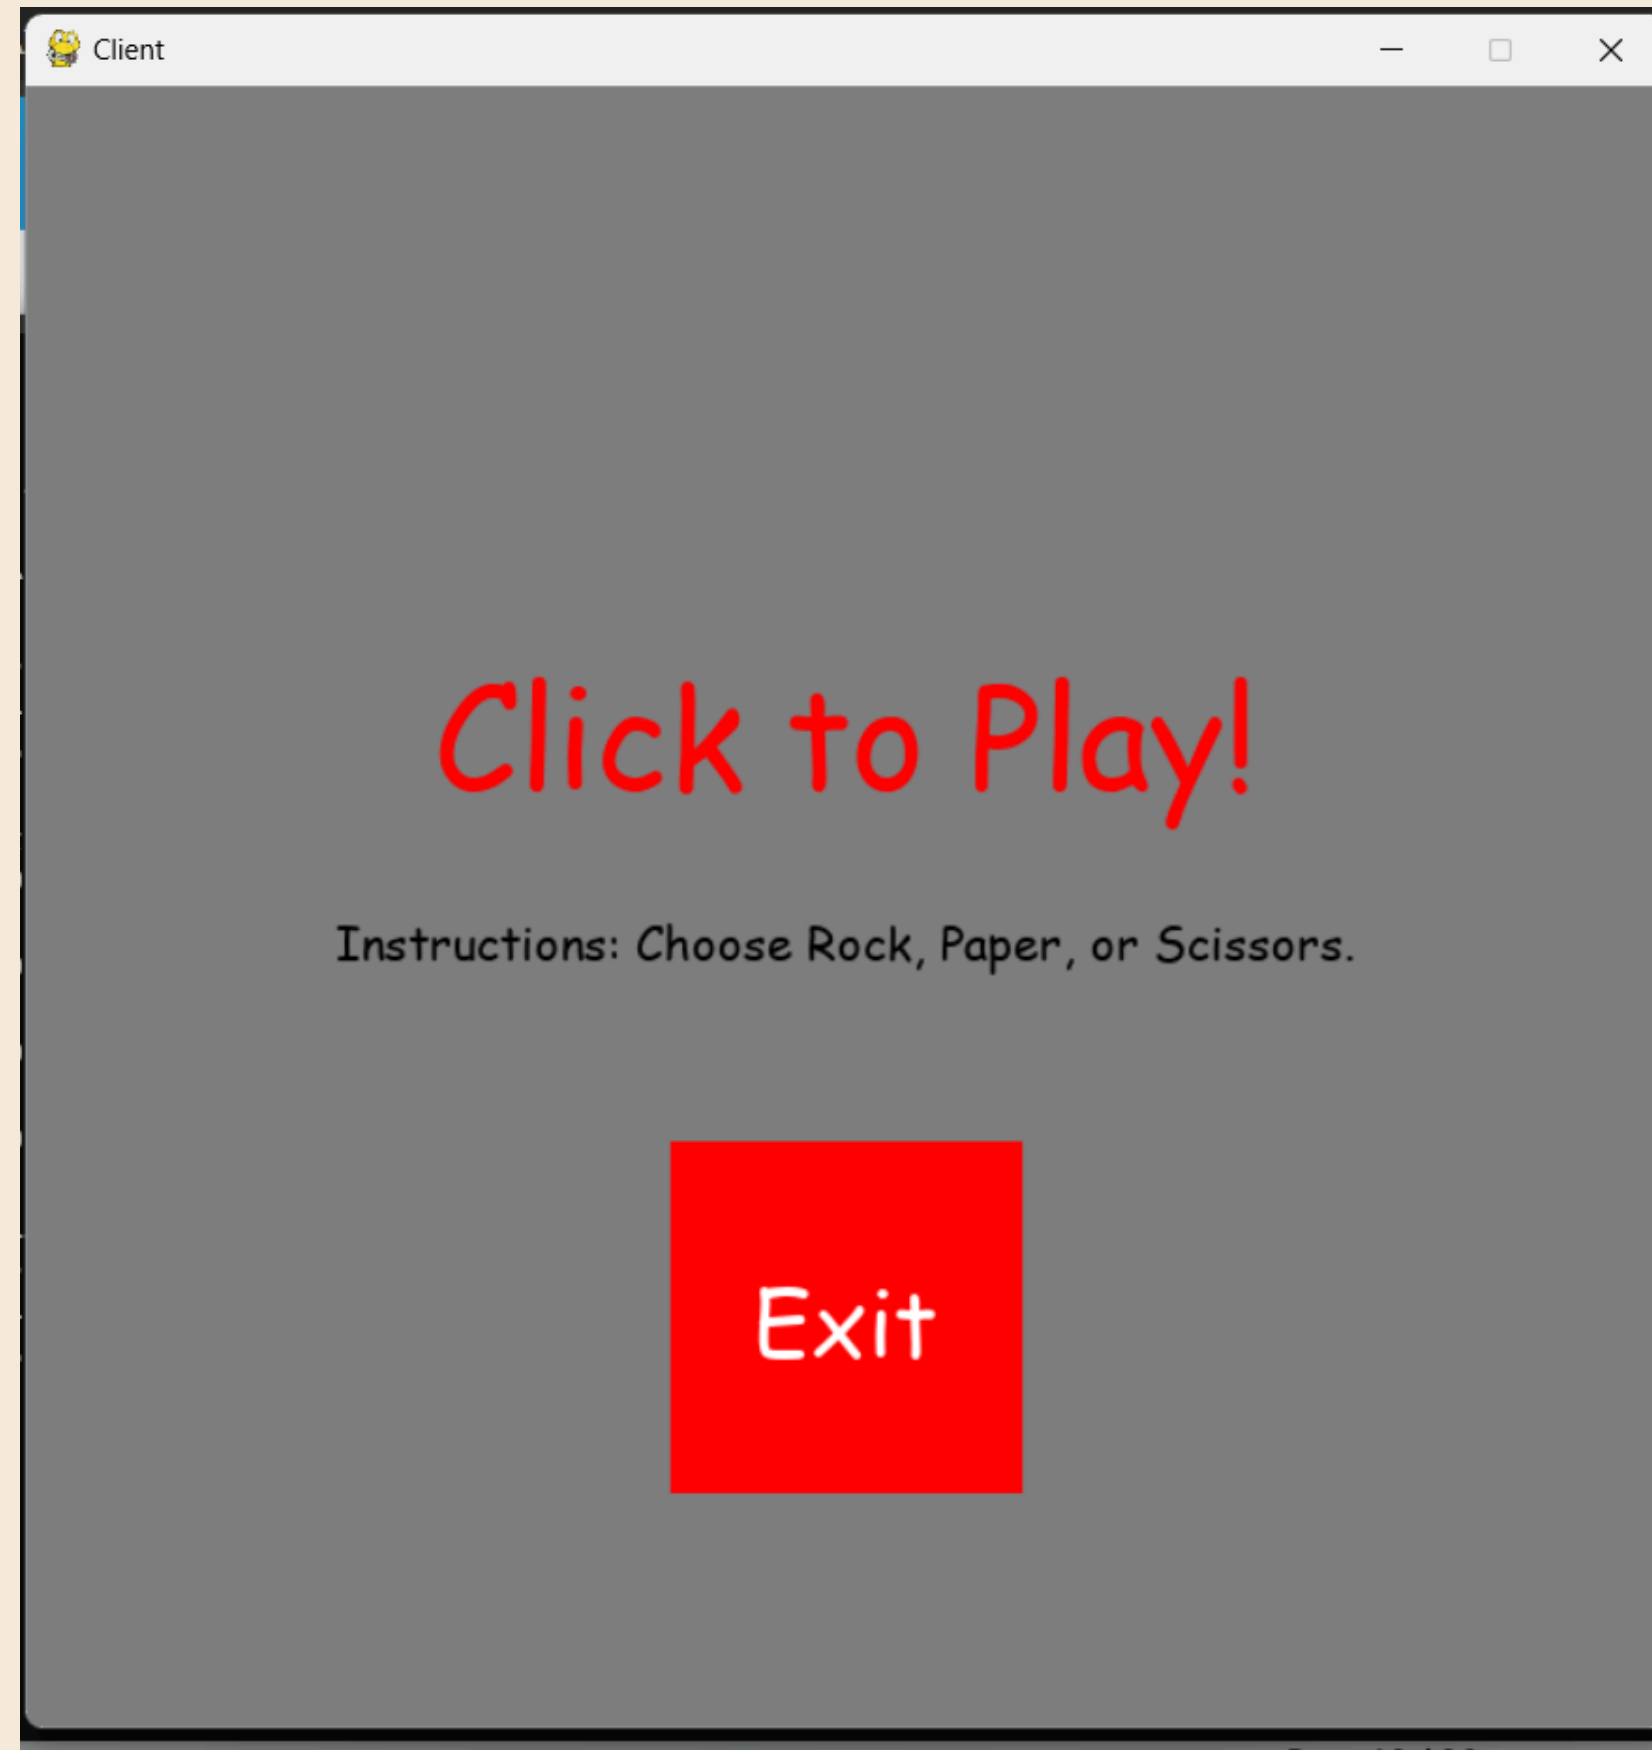 Client
Click to Play!
Instructions: Choose Rock, Paper, or Scissors.
Exit